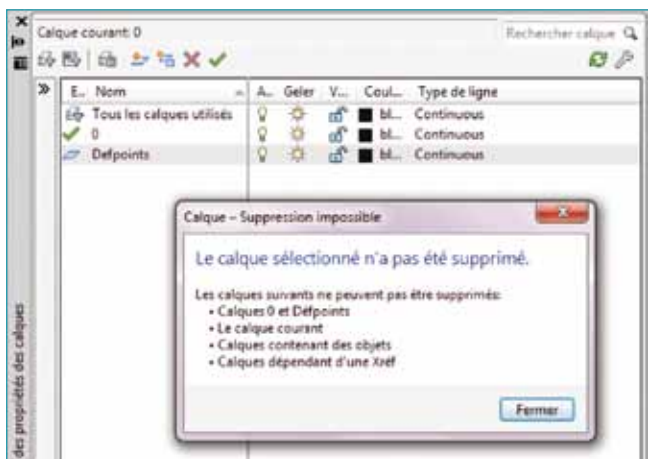 Calque courant: 0
Rechercher calque
E.. Nom A.. Geler V... Coul... Type de ligne
Tous les calques utilisés bl... Continuous
0 bl... Continuous
Defpoints bl... Continuous
Calque – Suppression impossible
Le calque sélectionné n'a pas été supprimé.
Les calques suivants ne peuvent pas être supprimés:
• Calques 0 et Defpoints
• Le calque courant
• Calques contenant des objets
• Calques dépendant d'une Xréf
Fermer
des propriétés des calques